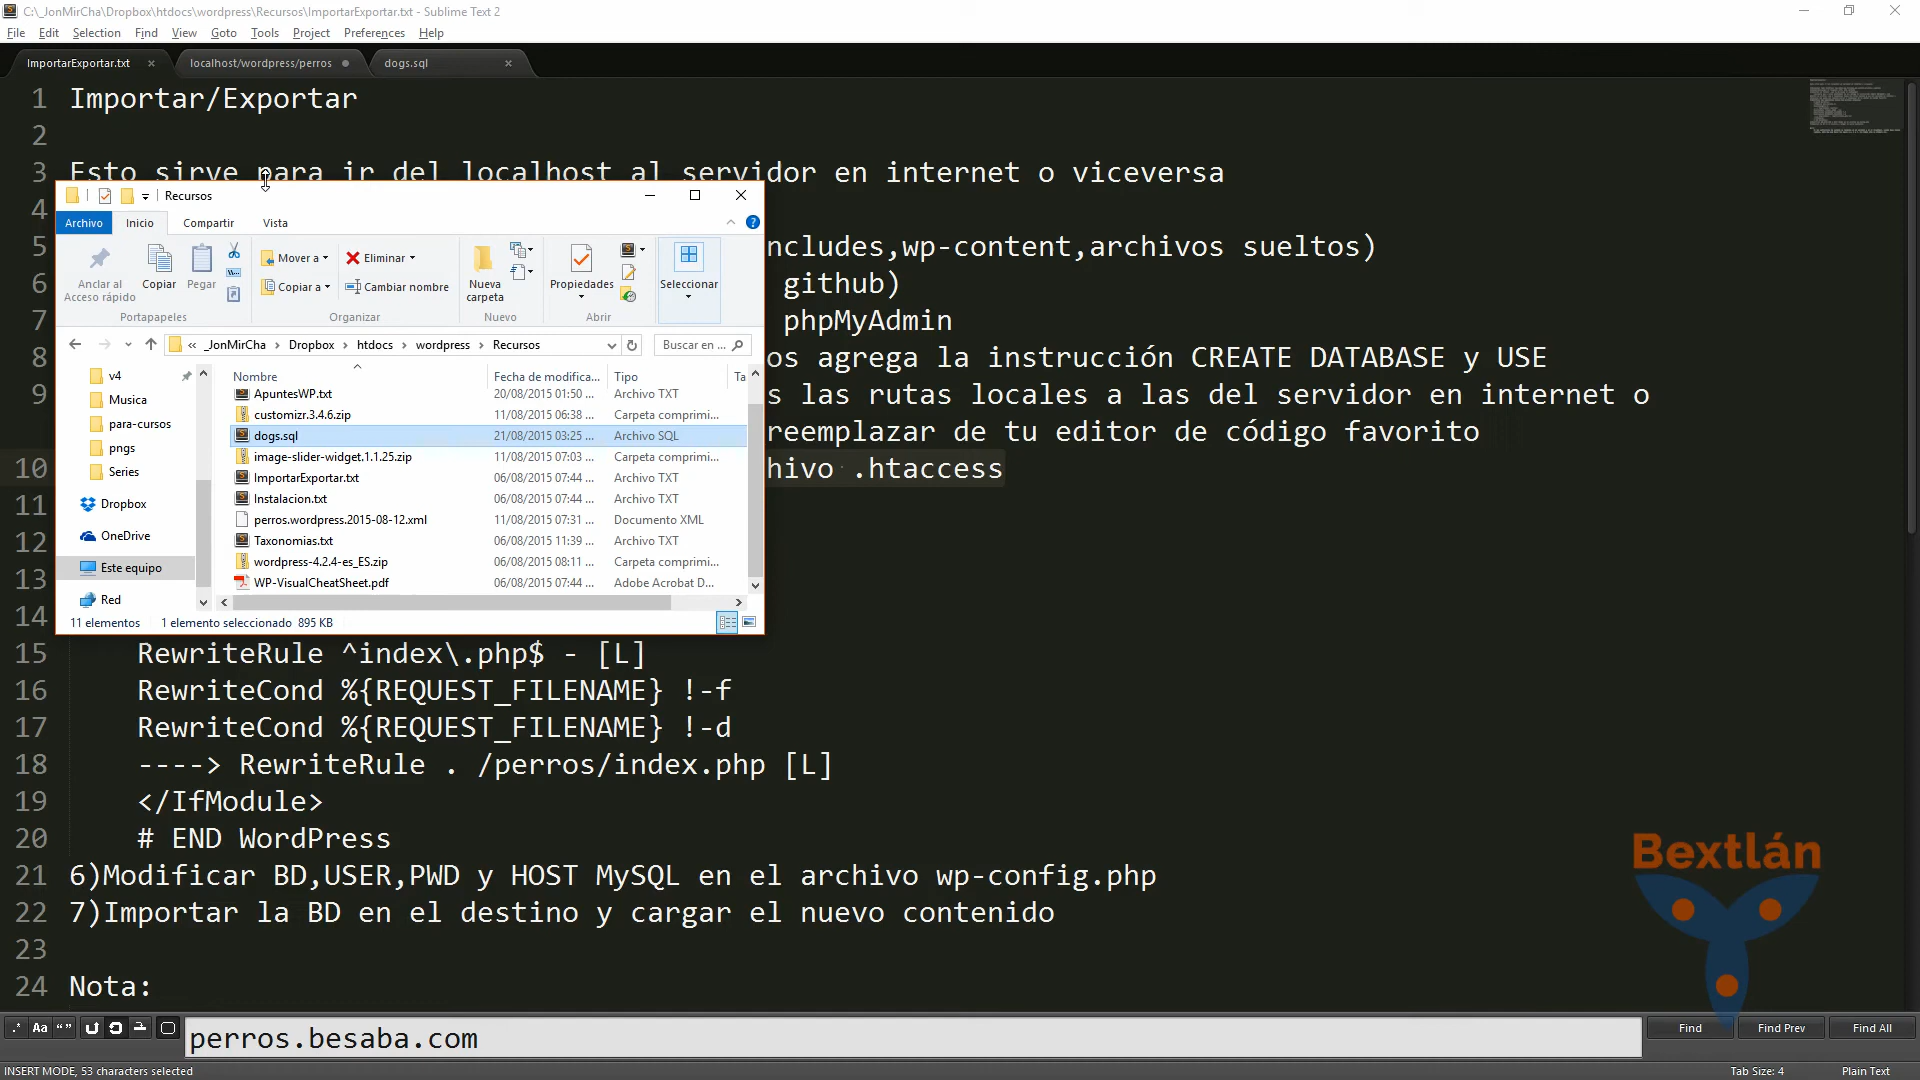 C:\_JonMirCha\Dropbox\htdocs\wordpress\Recursos\ImportarExportar.txt - Sublime Text 2
File Edit Selection Find View Goto Tools Project Preferences Help
ImportarExportar.txt localhost/wordpress/perros dogs.sql
1 Importar/Exportar
2
3 Esto sirve para ir del localhost al servidor en internet o viceversa
4
5 ncludes,wp-content,archivos sueltos)
6 github)
7 phpMyAdmin
8 os agrega la instrucción CREATE DATABASE y USE
9 s las rutas locales a las del servidor en internet o
reemplazar de tu editor de código favorito
10 hivo .htaccess
11
12
13
14
15 RewriteRule ^index\.php$ - [L]
16 RewriteCond %{REQUEST_FILENAME} !-f
17 RewriteCond %{REQUEST_FILENAME} !-d
18 ----> RewriteRule . /perros/index.php [L]
19 </IfModule>
20 # END WordPress
21 6)Modificar BD,USER,PWD y HOST MySQL en el archivo wp-config.php
22 7)Importar la BD en el destino y cargar el nuevo contenido
23
24 Nota:
Recursos
Archivo Inicio Compartir Vista
Anclar al Acceso rápido
Copiar
Pegar
Portapapeles
Mover a
Copiar a
Eliminar
Cambiar nombre
Organizar
Nueva carpeta
Nuevo
Propiedades
Abrir
Seleccionar
« _JonMirCha > Dropbox > htdocs > wordpress > Recursos
Buscar en ...
v4
Musica
para-cursos
pngs
Series
Dropbox
OneDrive
Este equipo
Red
Nombre Fecha de modifica... Tipo Ta
ApuntesWP.txt 20/08/2015 01:50 ... Archivo TXT
customizr.3.4.6.zip 11/08/2015 06:38 ... Carpeta comprimi...
dogs.sql 21/08/2015 03:25 ... Archivo SQL
image-slider-widget.1.1.25.zip 11/08/2015 07:03 ... Carpeta comprimi...
ImportarExportar.txt 06/08/2015 07:44 ... Archivo TXT
Instalacion.txt 06/08/2015 07:44 ... Archivo TXT
perros.wordpress.2015-08-12.xml 11/08/2015 07:31 ... Documento XML
Taxonomias.txt 06/08/2015 11:39 ... Archivo TXT
wordpress-4.2.4-es_ES.zip 06/08/2015 08:11 ... Carpeta comprimi...
WP-VisualCheatSheet.pdf 06/08/2015 07:44 ... Adobe Acrobat D...
11 elementos 1 elemento seleccionado 895 KB
Bextlán
.* Aa “”
perros.besaba.com
Find Find Prev Find All
INSERT MODE, 53 characters selected
Tab Size: 4 Plain Text